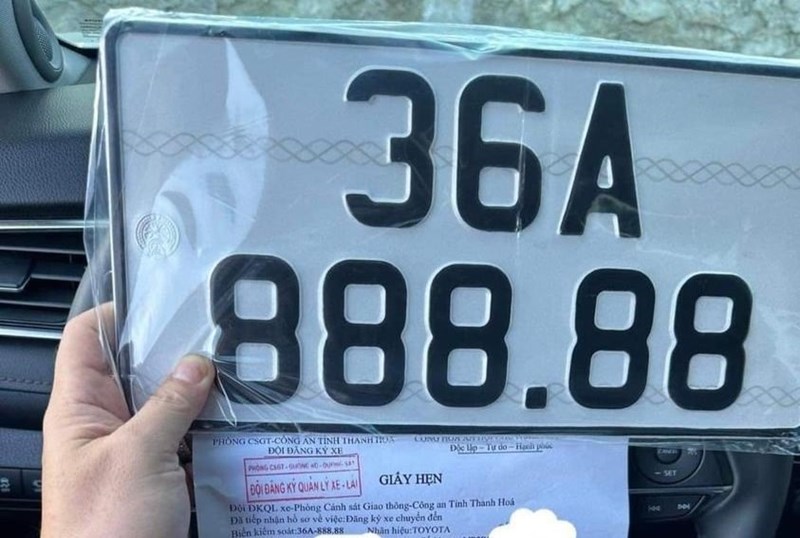 36A
888.88
PHÒNG CSGT-CÔNG AN TỈNH THANH HOÁ
ĐỘI ĐĂNG KÝ XE
Độc lập - Tự do - Hạnh phúc
ĐỘI ĐĂNG KÝ QUẢN LÝ XE - LÁI
GIẤY HẸN
Đội ĐKQL xe-Phòng Cảnh sát Giao thông-Công an Tỉnh Thanh Hoá
Đã tiếp nhận hồ sơ về việc:Đăng ký xe chuyển đến
Biển kiểm soát:36A-888.88 Nhãn hiệu:TOYOTA
SET